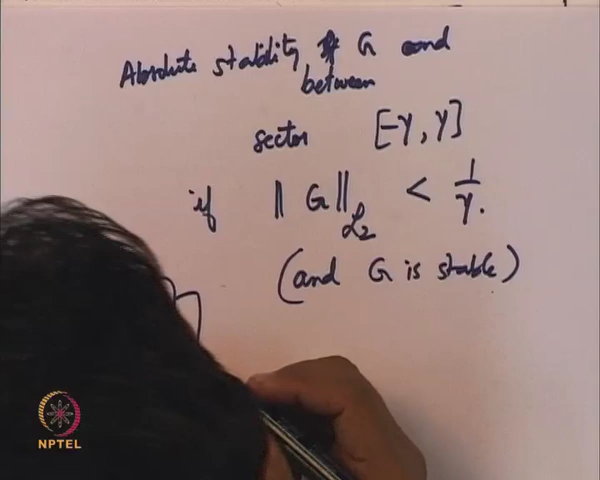 Absolute stability of G and
between
sector [-γ, γ]
if || G ||_{L2} < 1/γ.
(and G is stable)
NPTEL